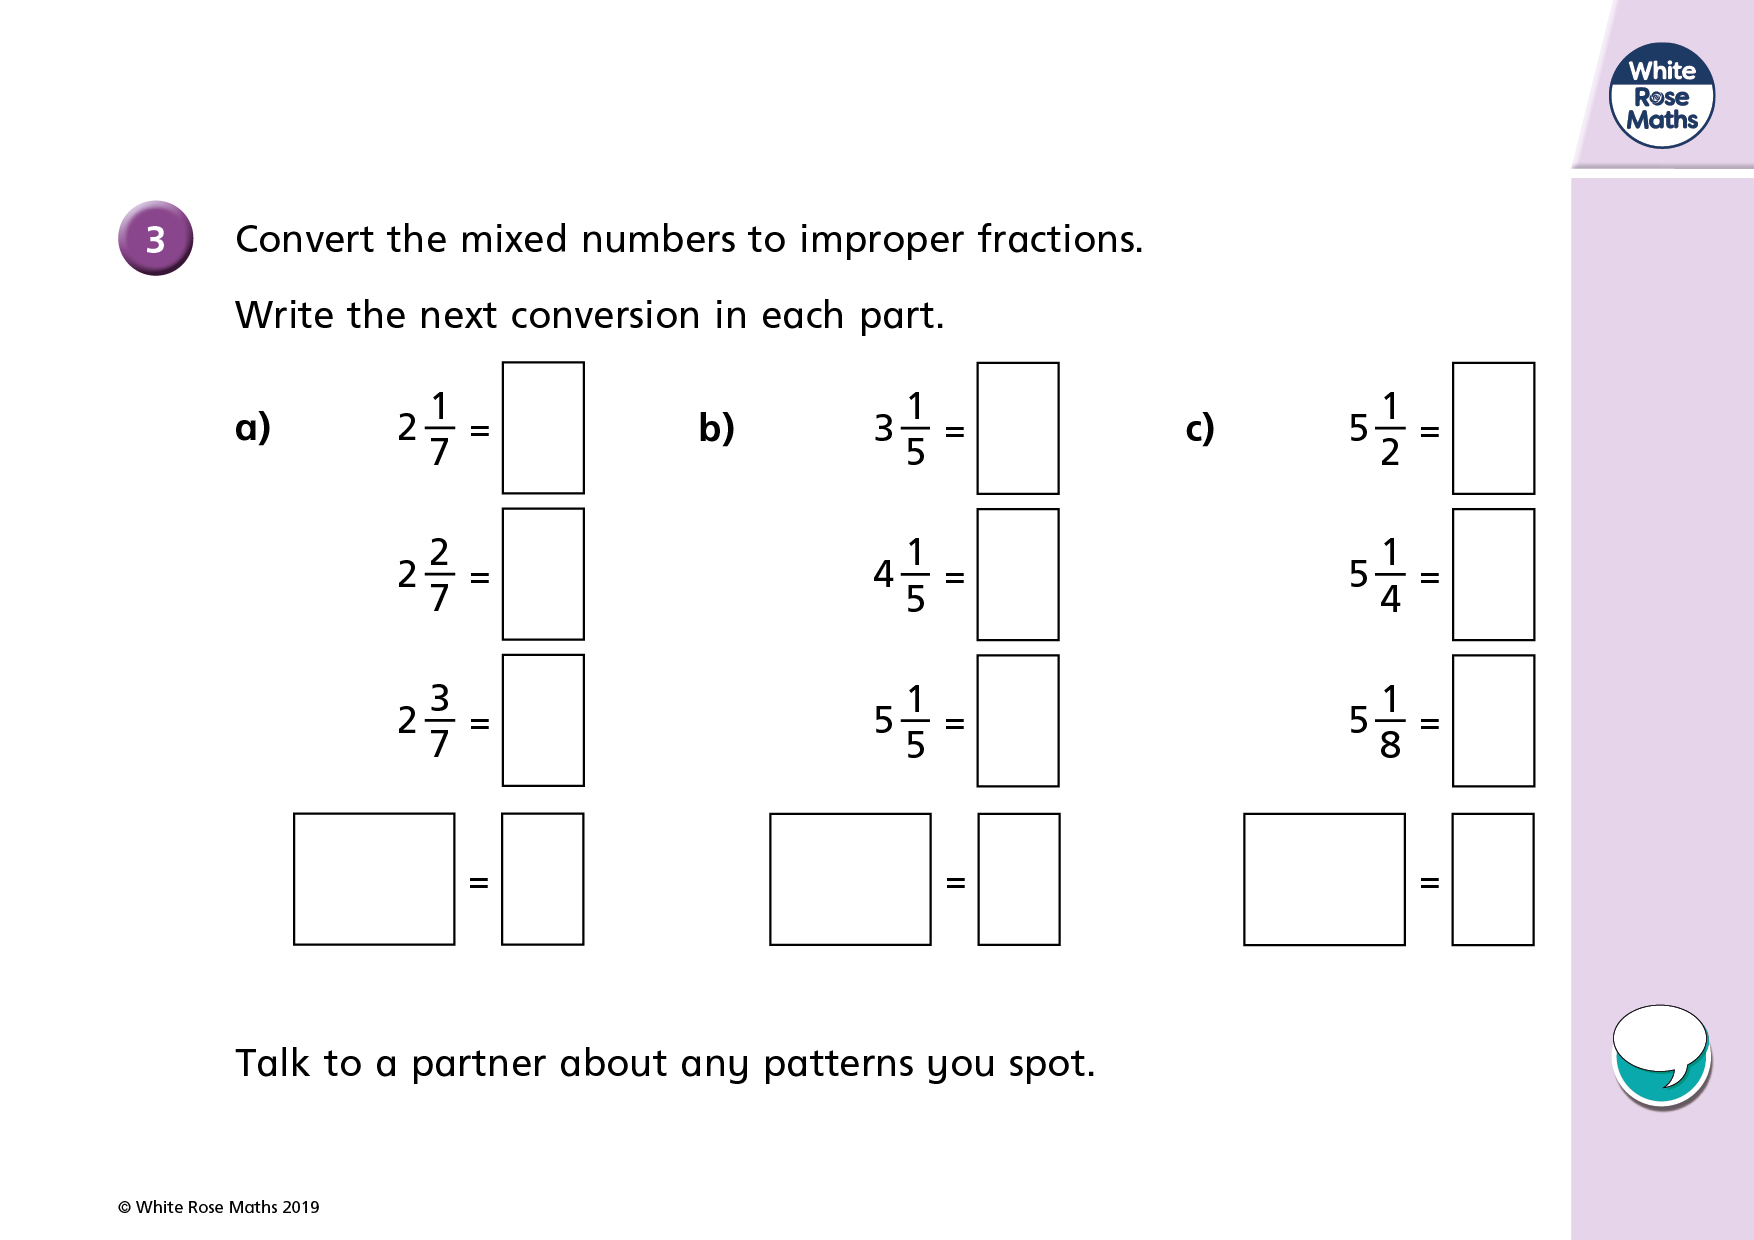 White
Rose
Maths
3 Convert the mixed numbers to improper fractions.
Write the next conversion in each part.
a) 2 1/7 = b) 3 1/5 = c) 5 1/2 =
2 2/7 = 4 1/5 = 5 1/4 =
2 3/7 = 5 1/5 = 5 1/8 =
= = =
Talk to a partner about any patterns you spot.
© White Rose Maths 2019